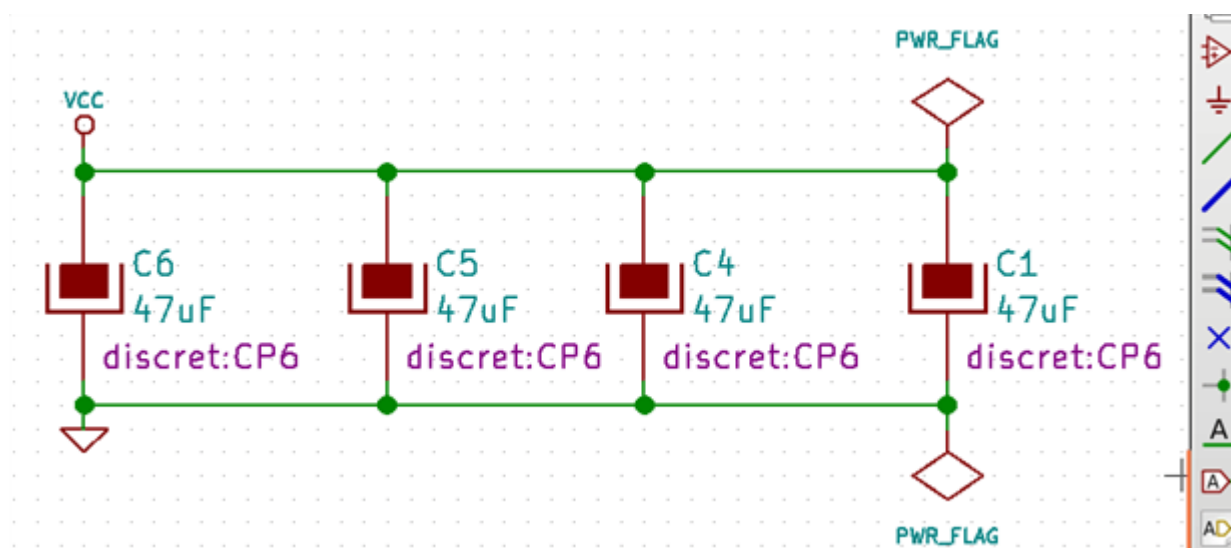 PWR_FLAG
VCC
C6
47uF
discret:CP6
C5
47uF
discret:CP6
C4
47uF
discret:CP6
C1
47uF
discret:CP6
PWR_FLAG
A
A
AD